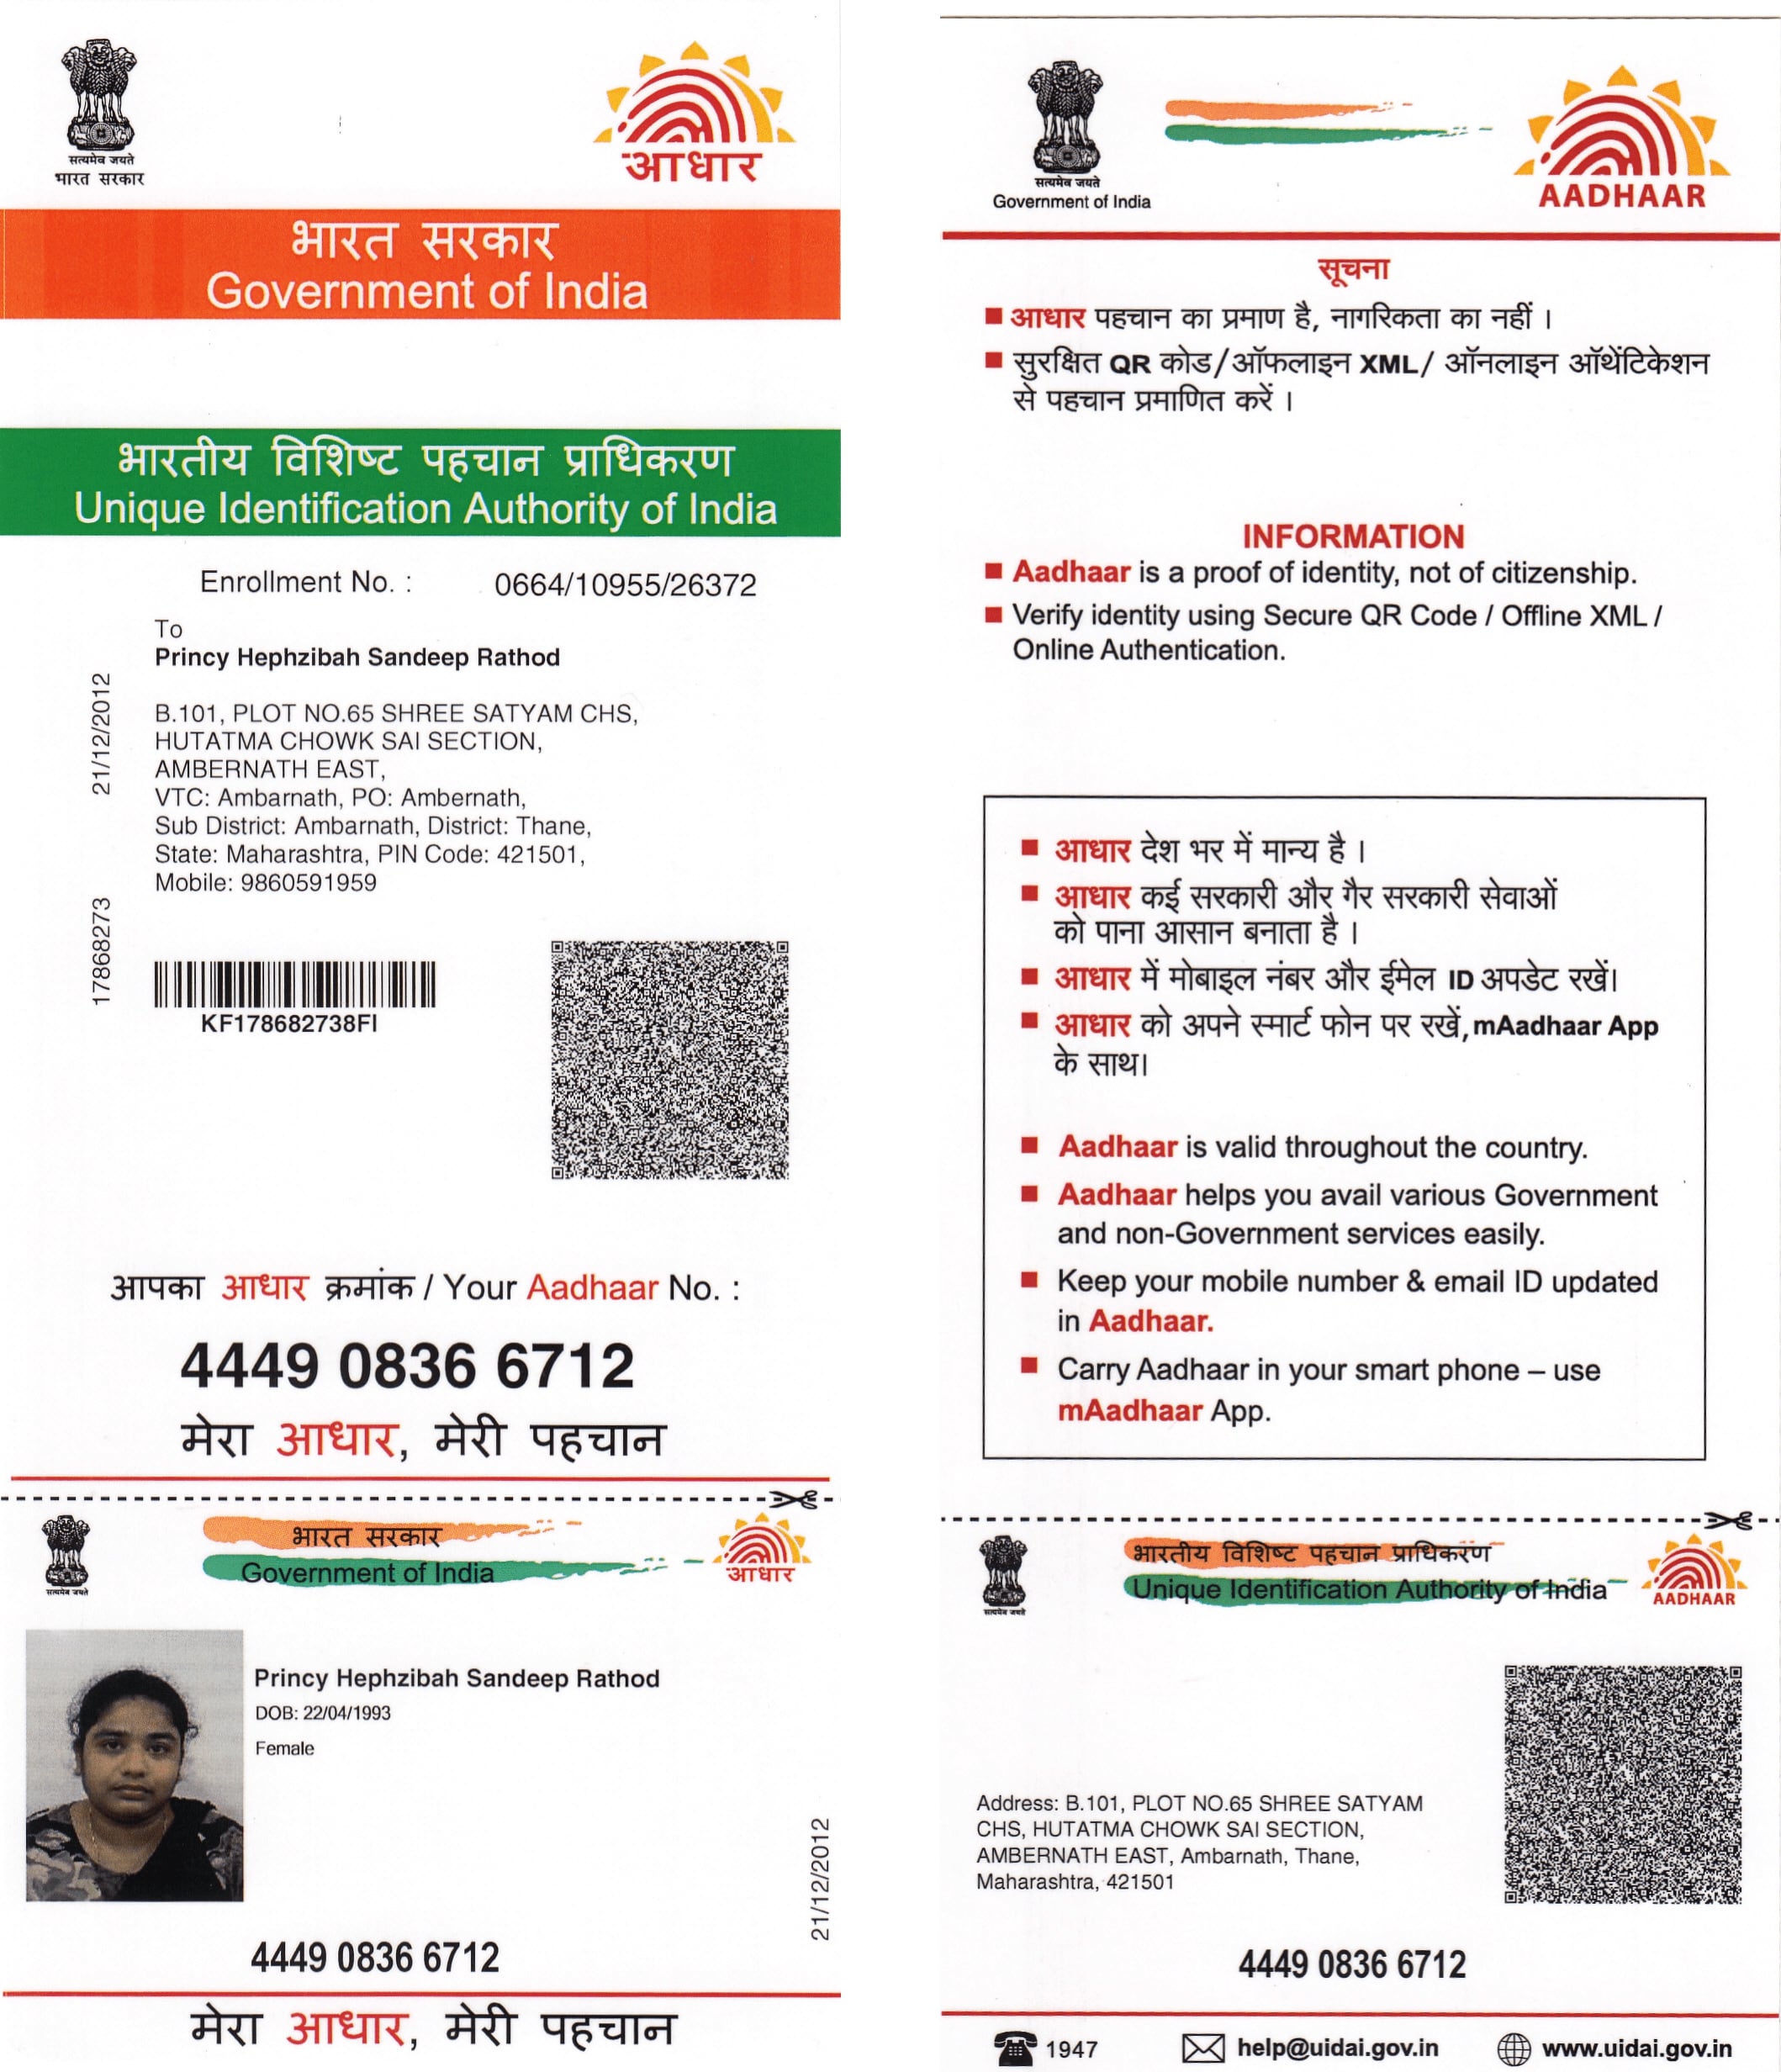 सत्यमेव जयते
भारत सरकार
आधार
भारत सरकार
Government of India
भारतीय विशिष्ट पहचान प्राधिकरण
Unique Identification Authority of India
Enrollment No. : 0664/10955/26372
To
Princy Hephzibah Sandeep Rathod
B.101, PLOT NO.65 SHREE SATYAM CHS,
HUTATMA CHOWK SAI SECTION,
AMBERNATH EAST,
VTC: Ambarnath, PO: Ambernath,
Sub District: Ambarnath, District: Thane,
State: Maharashtra, PIN Code: 421501,
Mobile: 9860591959
21/12/2012
17868273
KF178682738FI
आपका आधार क्रमांक / Your Aadhaar No. :
4449 0836 6712
मेरा आधार, मेरी पहचान
सत्यमेव जयते
भारत सरकार
Government of India
आधार
Princy Hephzibah Sandeep Rathod
DOB: 22/04/1993
Female
21/12/2012
4449 0836 6712
मेरा आधार, मेरी पहचान
सत्यमेव जयते
Government of India
AADHAAR
सूचना
आधार पहचान का प्रमाण है, नागरिकता का नहीं ।
सुरक्षित QR कोड/ऑफलाइन XML/ ऑनलाइन ऑथेंटिकेशन
से पहचान प्रमाणित करें ।
INFORMATION
Aadhaar is a proof of identity, not of citizenship.
Verify identity using Secure QR Code / Offline XML /
Online Authentication.
आधार देश भर में मान्य है ।
आधार कई सरकारी और गैर सरकारी सेवाओं
को पाना आसान बनाता है ।
आधार में मोबाइल नंबर और ईमेल ID अपडेट रखें।
आधार को अपने स्मार्ट फोन पर रखें, mAadhaar App
के साथ।
Aadhaar is valid throughout the country.
Aadhaar helps you avail various Government
and non-Government services easily.
Keep your mobile number & email ID updated
in Aadhaar.
Carry Aadhaar in your smart phone – use
mAadhaar App.
सत्यमेव जयते
भारतीय विशिष्ट पहचान प्राधिकरण
Unique Identification Authority of India
AADHAAR
Address: B.101, PLOT NO.65 SHREE SATYAM
CHS, HUTATMA CHOWK SAI SECTION,
AMBERNATH EAST, Ambarnath, Thane,
Maharashtra, 421501
4449 0836 6712
1947
help@uidai.gov.in
www.uidai.gov.in